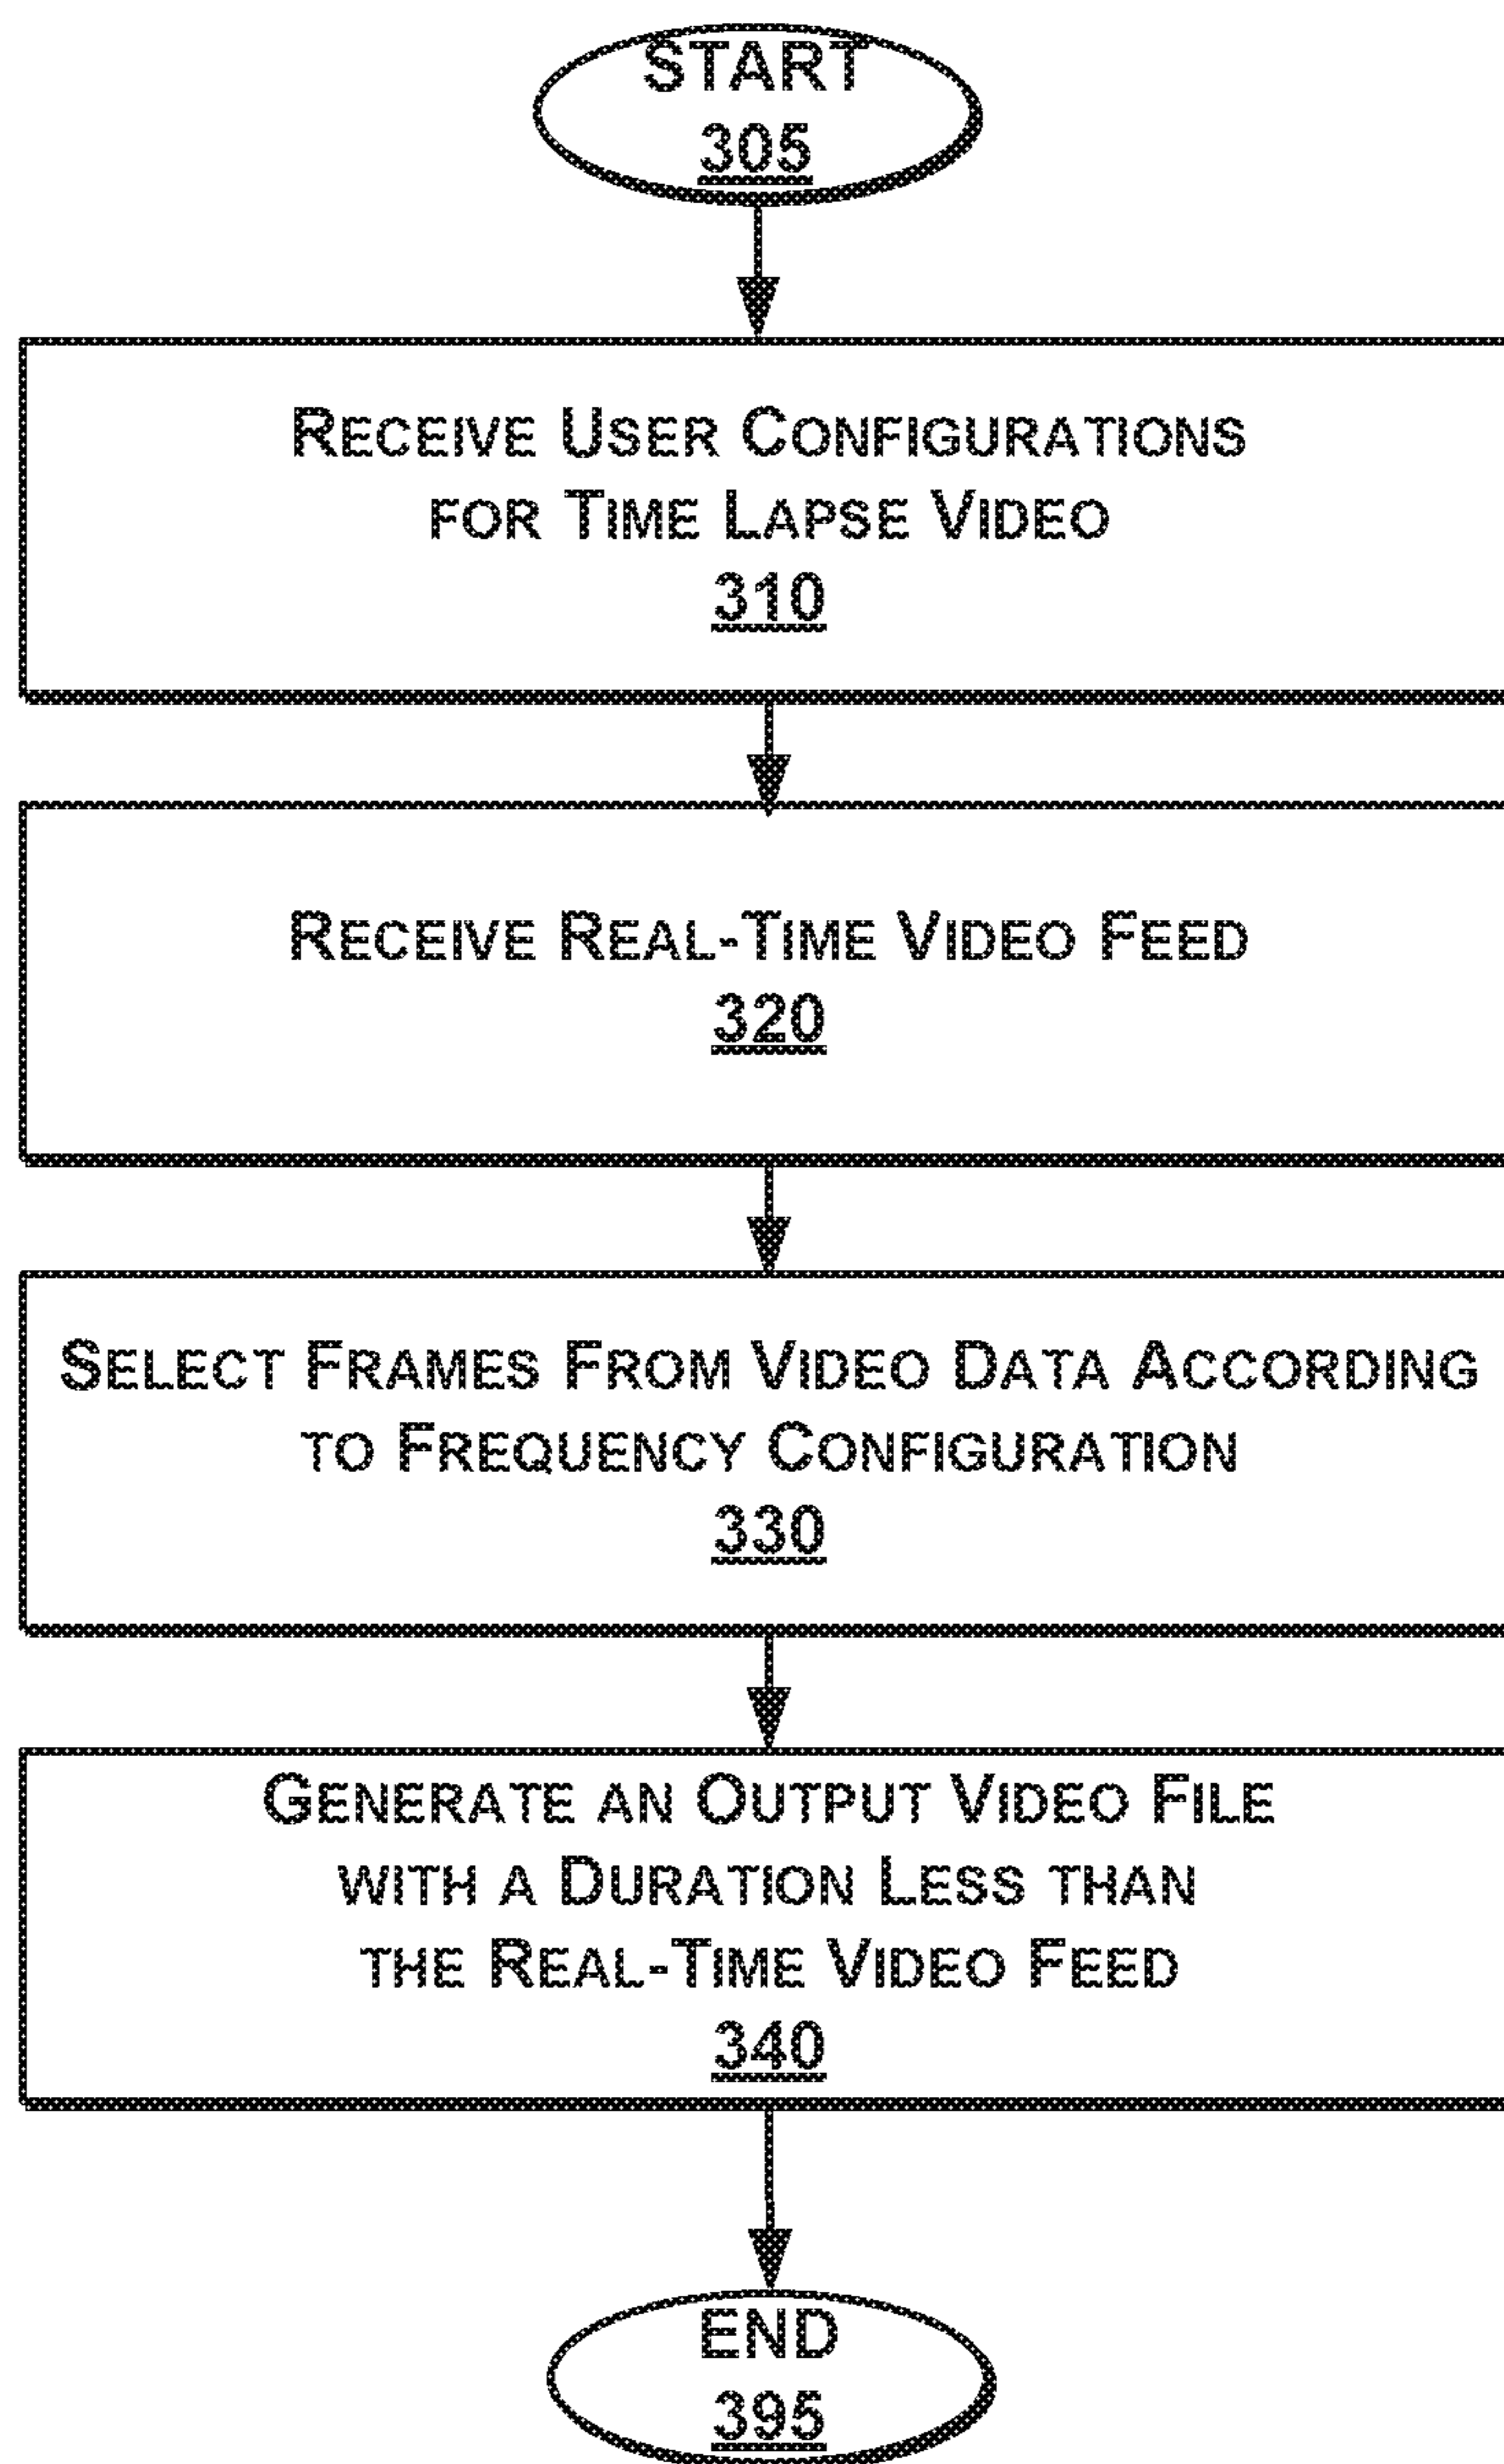 START
305
RECEIVE USER CONFIGURATIONS
FOR TIME LAPSE VIDEO
310
RECEIVE REAL-TIME VIDEO FEED
320
SELECT FRAMES FROM VIDEO DATA ACCORDING
TO FREQUENCY CONFIGURATION
330
GENERATE AN OUTPUT VIDEO FILE
WITH A DURATION LESS THAN
THE REAL-TIME VIDEO FEED
340
END
395